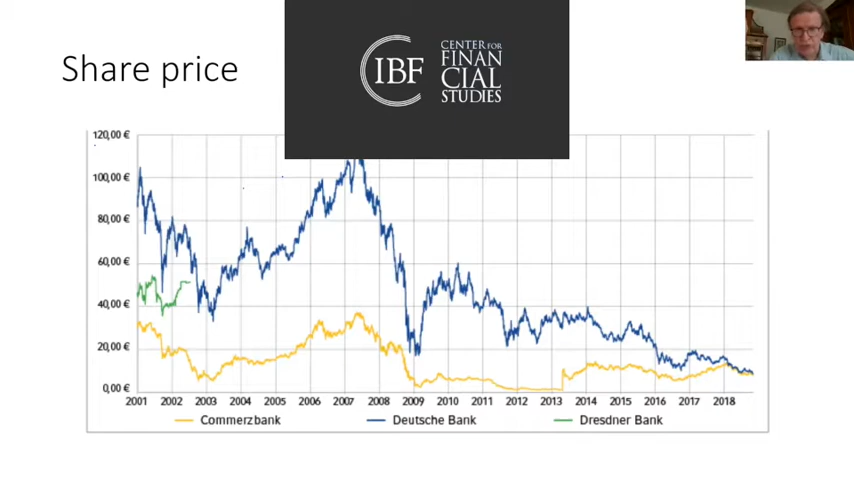 Share price
IBF
CENTER FOR
FINAN
CIAL
STUDIES
120,00 €
100,00 €
80,00 €
60,00 €
40,00 €
20,00 €
0,00 €
2001 2002 2003 2004 2005 2006 2007 2008 2009 2010 2011 2012 2013 2014 2015 2016 2017 2018
Commerzbank Deutsche Bank Dresdner Bank